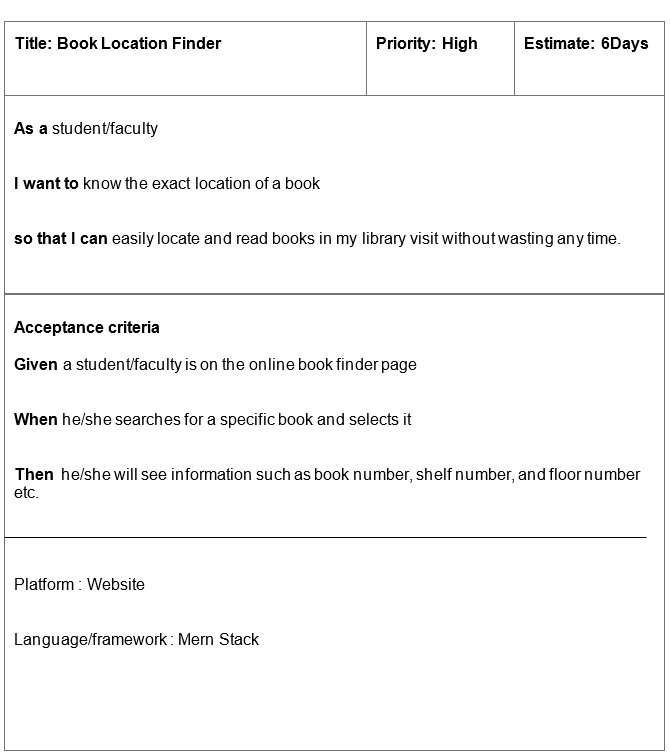 Title: Book Location Finder Priority: High Estimate: 6Days
As a student/faculty
I want to know the exact location of a book
so that I can easily locate and read books in my library visit without wasting any time.
Acceptance criteria
Given a student/faculty is on the online book finder page
When he/she searches for a specific book and selects it
Then he/she will see information such as book number, shelf number, and floor number
etc.
Platform : Website
Language/framework : Mern Stack